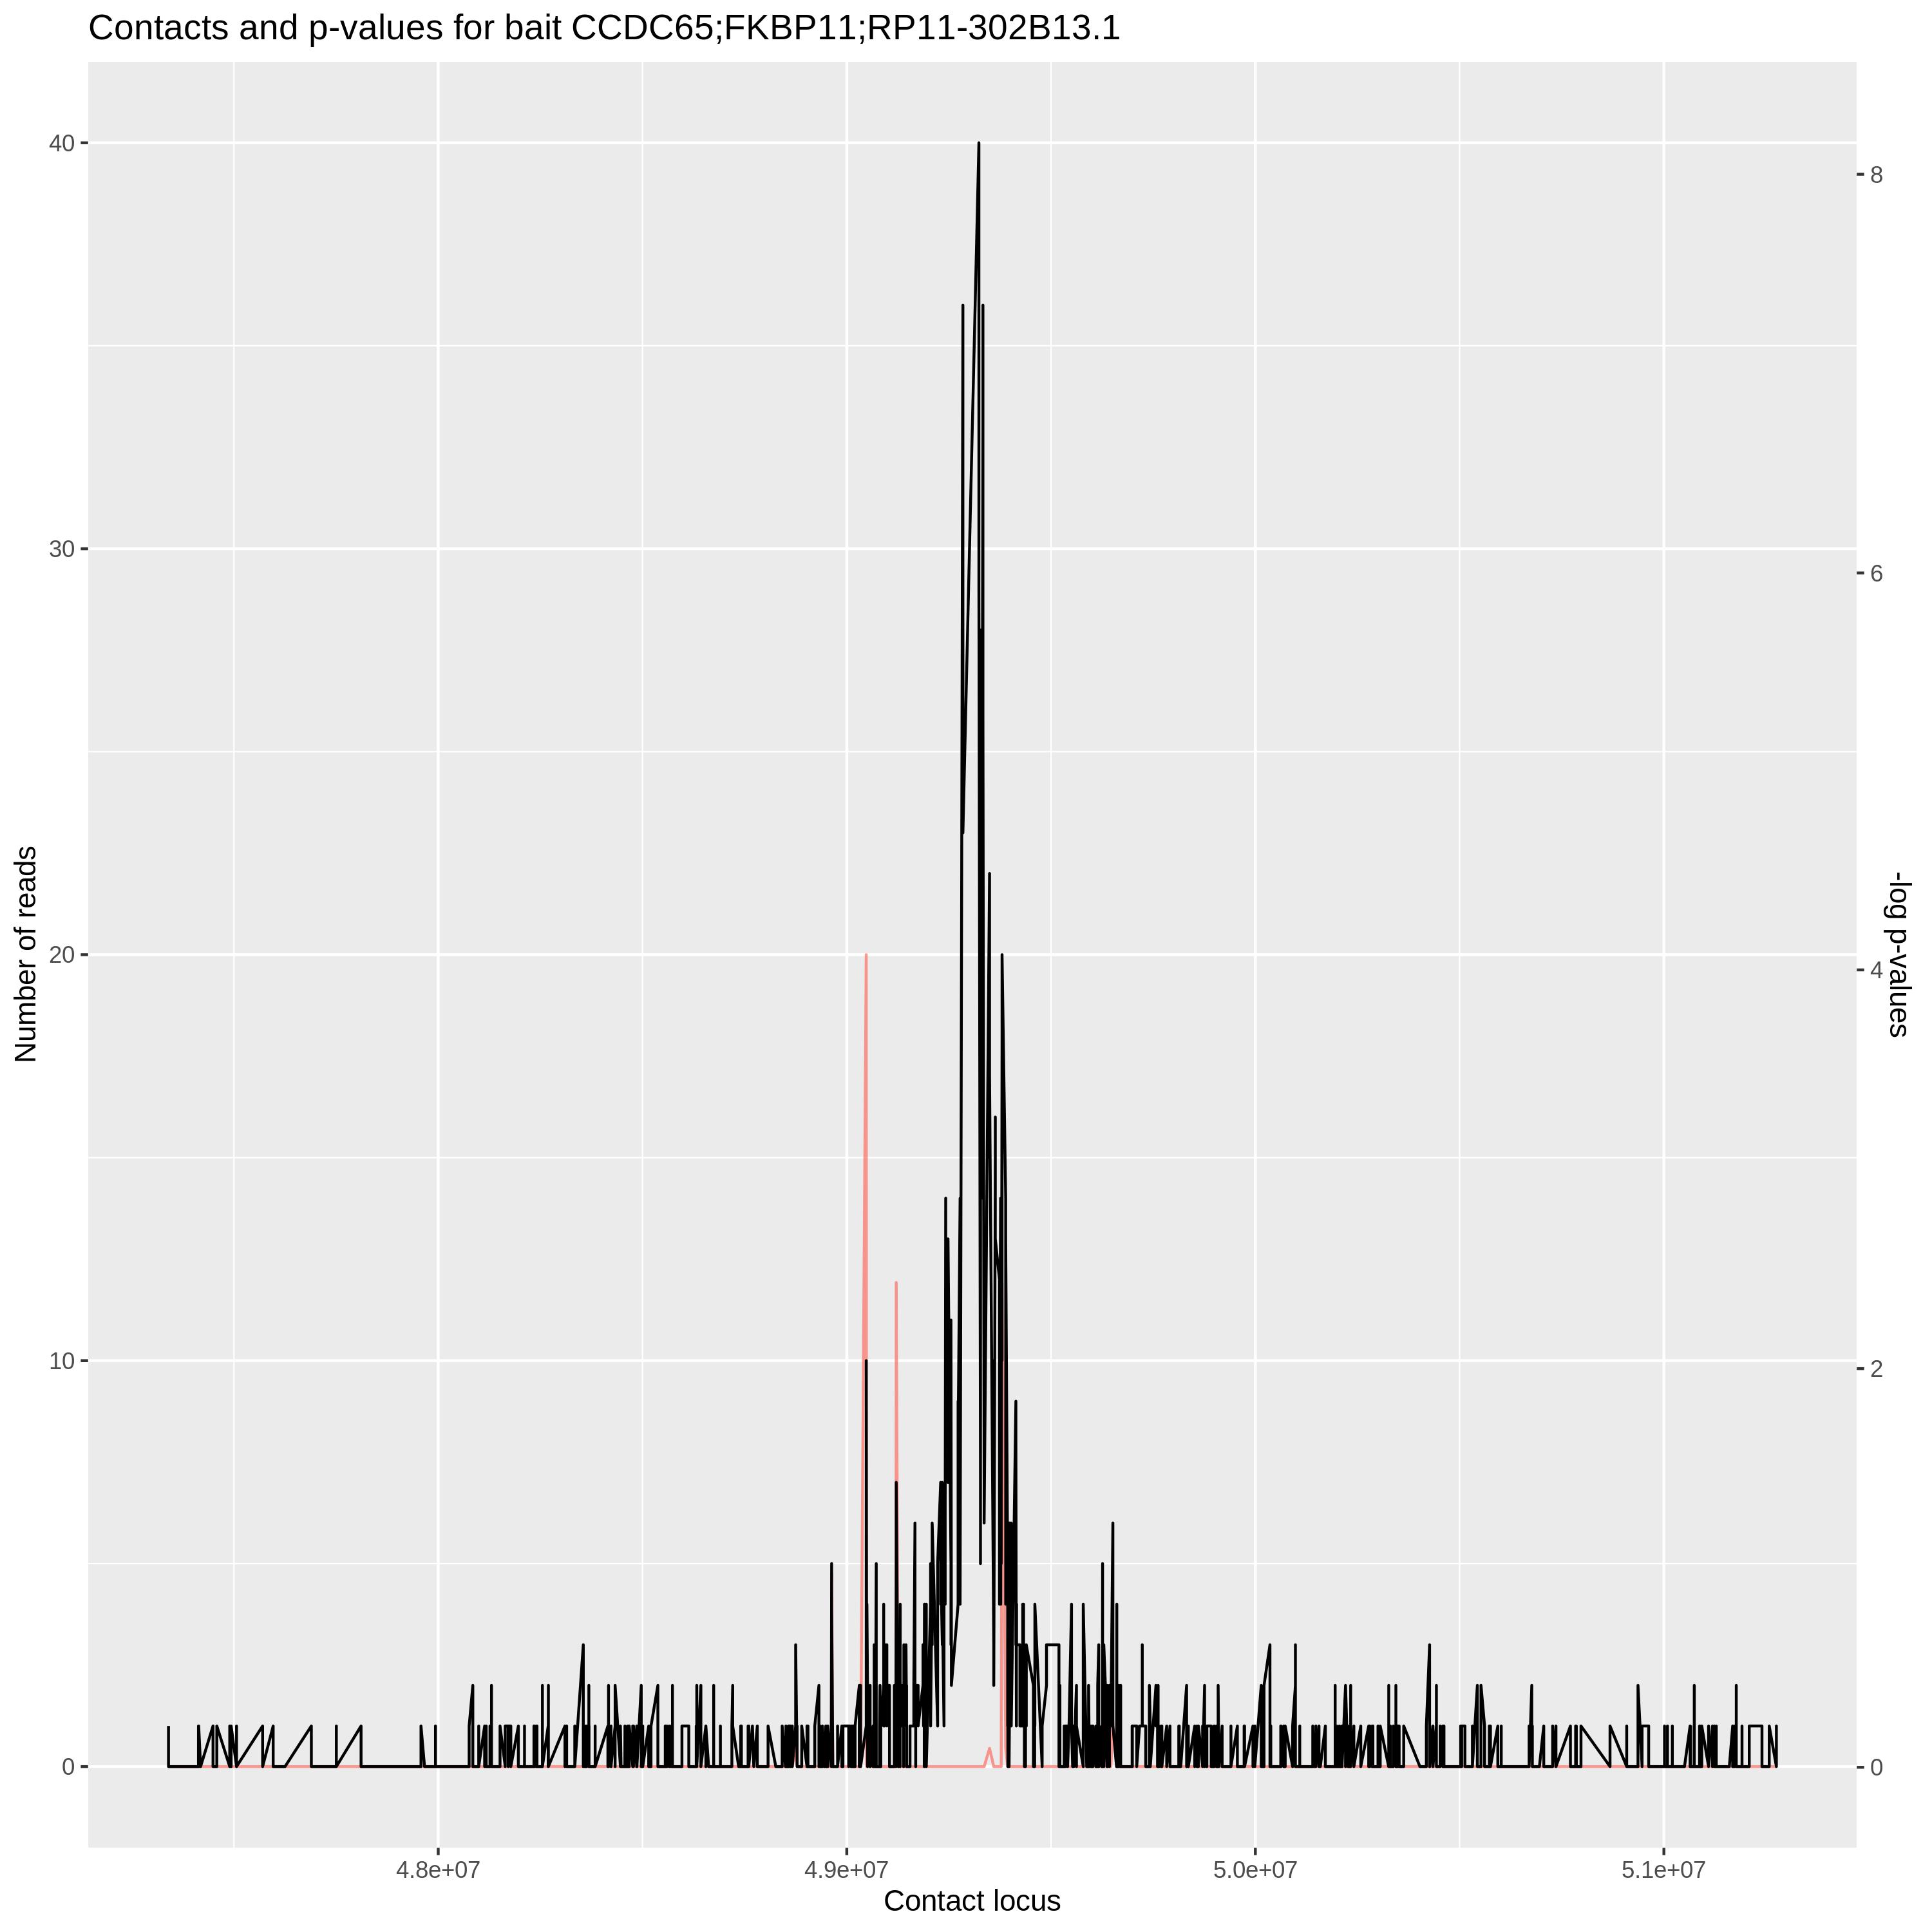 Contacts and p-values for bait CCDC65;FKBP11;RP11-302B13.1
40
30
20
10
0
Number of reads
8
6
4
2
0
-log p-values
4.8e+07 4.9e+07 5.0e+07 5.1e+07
Contact locus